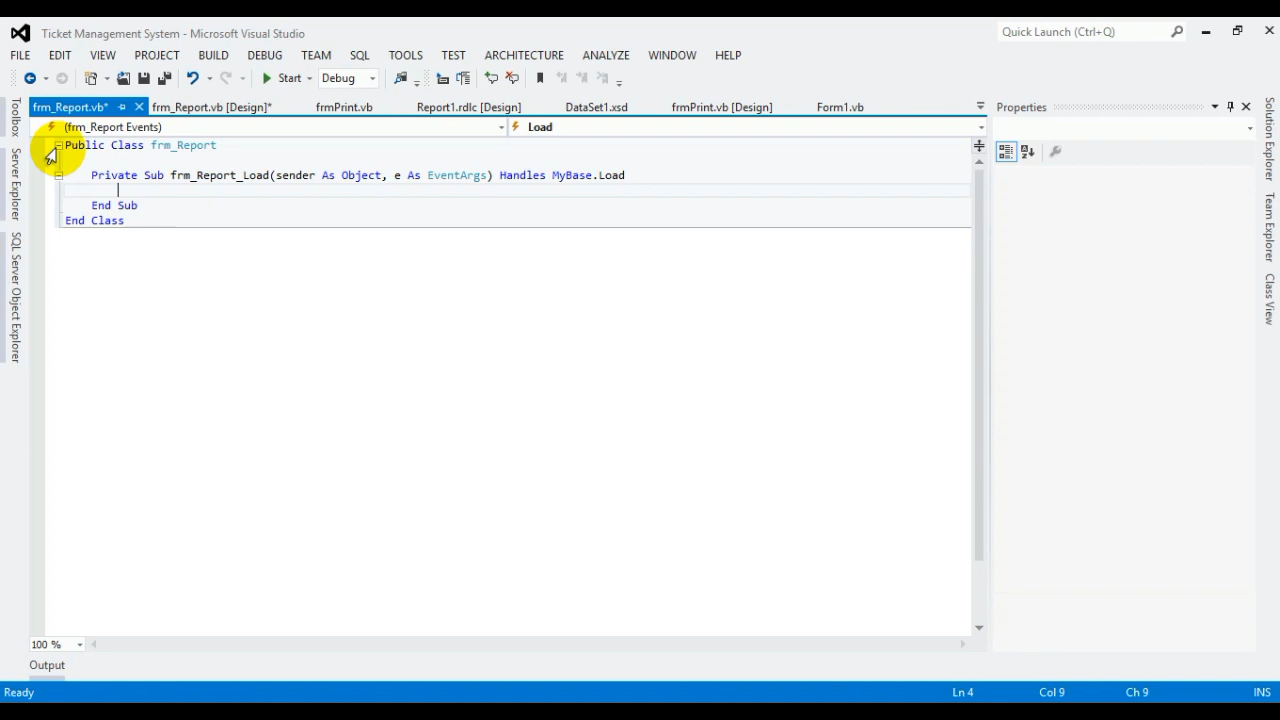 Ticket Management System - Microsoft Visual Studio
Quick Launch (Ctrl+Q)
FILE EDIT VIEW PROJECT BUILD DEBUG TEAM SQL TOOLS TEST ARCHITECTURE ANALYZE WINDOW HELP
Start Debug
frm_Report.vb* frm_Report.vb [Design]* frmPrint.vb Report1.rdlc [Design] DataSet1.xsd frmPrint.vb [Design] Form1.vb
Properties
(frm_Report Events) Load
Public Class frm_Report
Private Sub frm_Report_Load(sender As Object, e As EventArgs) Handles MyBase.Load
End Sub
End Class
Toolbox
Server Explorer
SQL Server Object Explorer
Solution Explorer
Team Explorer
Class View
100 %
Output
Ready Ln 4 Col 9 Ch 9 INS